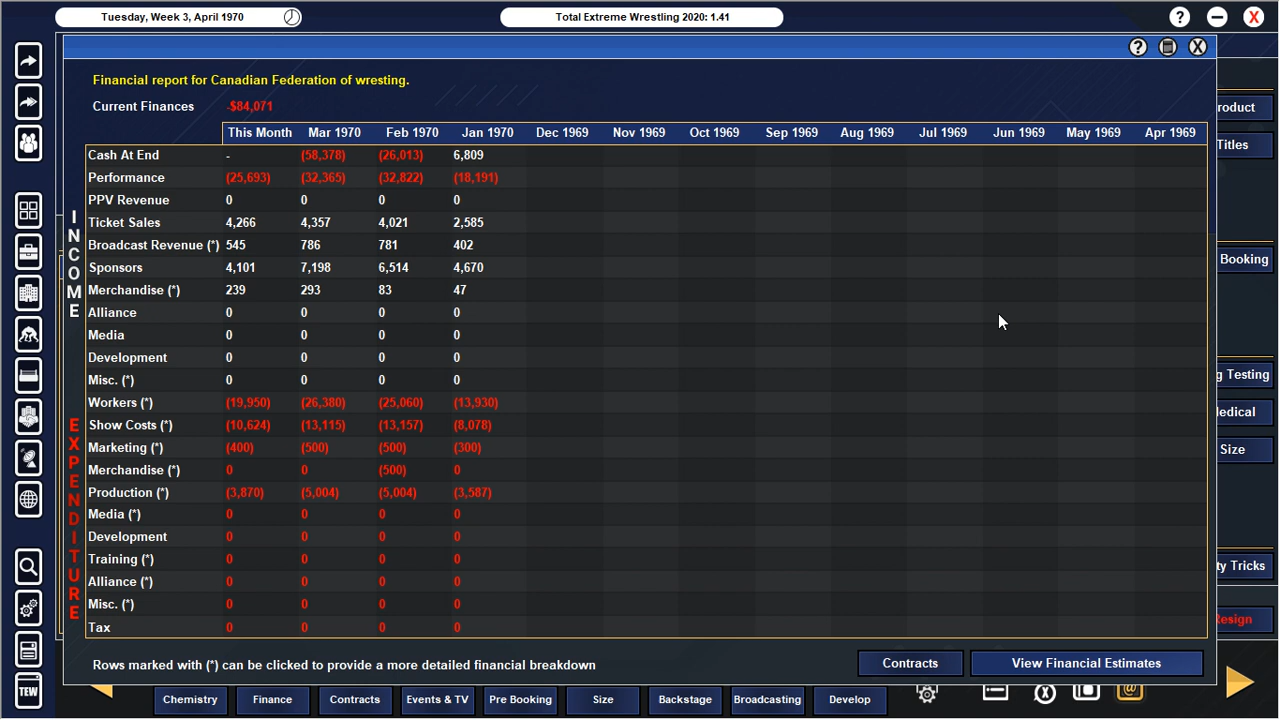 Tuesday, Week 3, April 1970
Total Extreme Wrestling 2020: 1.41
? X
? X
Financial report for Canadian Federation of wresting.
Current Finances -$84,071
This Month Mar 1970 Feb 1970 Jan 1970 Dec 1969 Nov 1969 Oct 1969 Sep 1969 Aug 1969 Jul 1969 Jun 1969 May 1969 Apr 1969
INCOME
Cash At End - (58,378) (26,013) 6,809
Performance (25,693) (32,365) (32,822) (18,191)
PPV Revenue 0 0 0 0
Ticket Sales 4,266 4,357 4,021 2,585
Broadcast Revenue (*) 545 786 781 402
Sponsors 4,101 7,198 6,514 4,670
Merchandise (*) 239 293 83 47
Alliance 0 0 0 0
Media 0 0 0 0
Development 0 0 0 0
Misc. (*) 0 0 0 0
EXPENDITURE
Workers (*) (19,950) (26,380) (25,060) (13,930)
Show Costs (*) (10,624) (13,115) (13,157) (8,078)
Marketing (*) (400) (500) (500) (300)
Merchandise (*) 0 0 (500) 0
Production (*) (3,870) (5,004) (5,004) (3,587)
Media (*) 0 0 0 0
Development 0 0 0 0
Training (*) 0 0 0 0
Alliance (*) 0 0 0 0
Misc. (*) 0 0 0 0
Tax 0 0 0 0
Rows marked with (*) can be clicked to provide a more detailed financial breakdown
Contracts
View Financial Estimates
roduct
Titles
Booking
g Testing
edical
Size
ty Tricks
Resign
TEW
Chemistry Finance Contracts Events & TV Pre Booking Size Backstage Broadcasting Develop
@